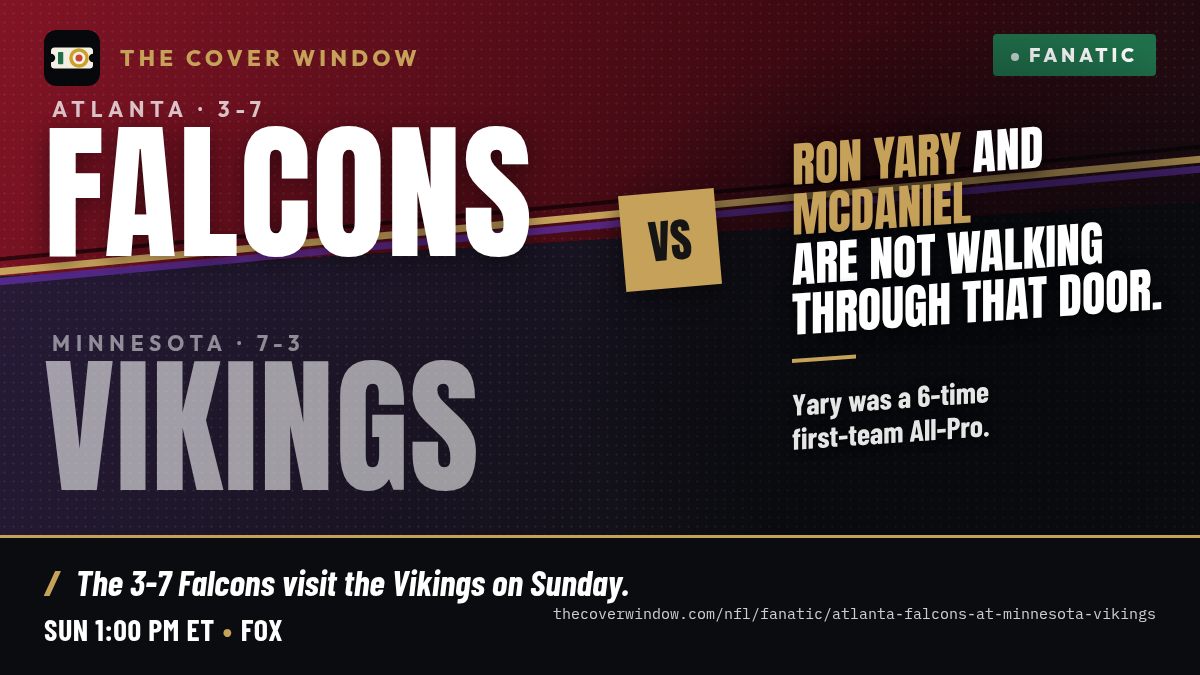 THE COVER WINDOW
FANATIC
ATLANTA · 3-7
FALCONS
VS
MINNESOTA · 7-3
VIKINGS
RON YARY AND
MCDANIEL
ARE NOT WALKING
THROUGH THAT DOOR.
Yary was a 6-time
first-team All-Pro.
/ The 3-7 Falcons visit the Vikings on Sunday.
SUN 1:00 PM ET • FOX
thecoverwindow.com/nfl/fanatic/atlanta-falcons-at-minnesota-vikings